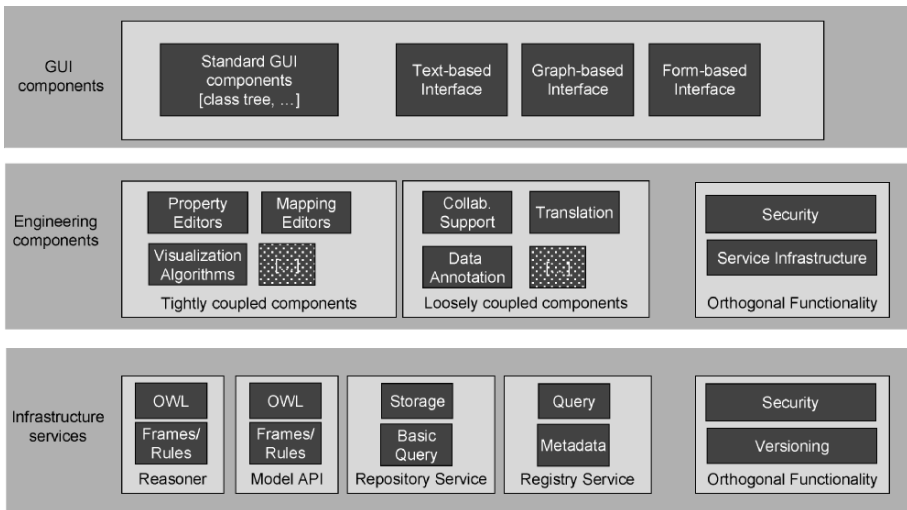 GUI
components
Standard GUI
components
[class tree, …]
Text-based
Interface
Graph-based
Interface
Form-based
Interface
Engineering
components
Property
Editors
Mapping
Editors
Visualization
Algorithms
Tightly coupled components
Collab.
Support
Translation
Data
Annotation
Loosely coupled components
Security
Service Infrastructure
Orthogonal Functionality
Infrastructure
services
OWL
Frames/
Rules
Reasoner
OWL
Frames/
Rules
Model API
Storage
Basic
Query
Repository Service
Query
Metadata
Registry Service
Security
Versioning
Orthogonal Functionality